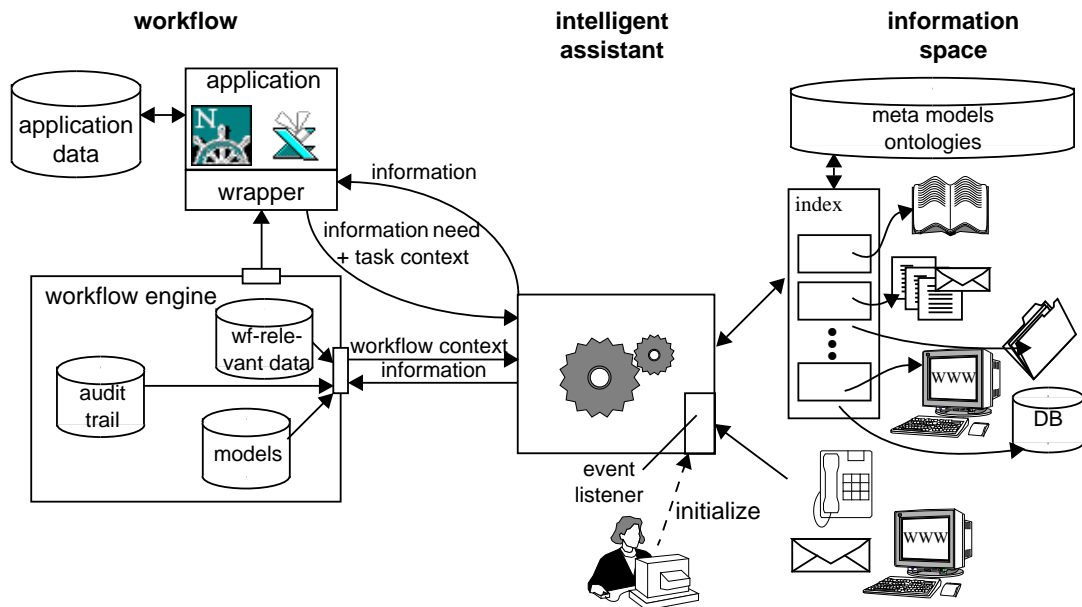 workflow
intelligent
assistant
information
space
application
application
data
N
wrapper
information
information need
+ task context
meta models
ontologies
index
workflow engine
wf-rele-
vant data
workflow context
information
audit
trail
models
WWW
DB
event
listener
initialize
WWW